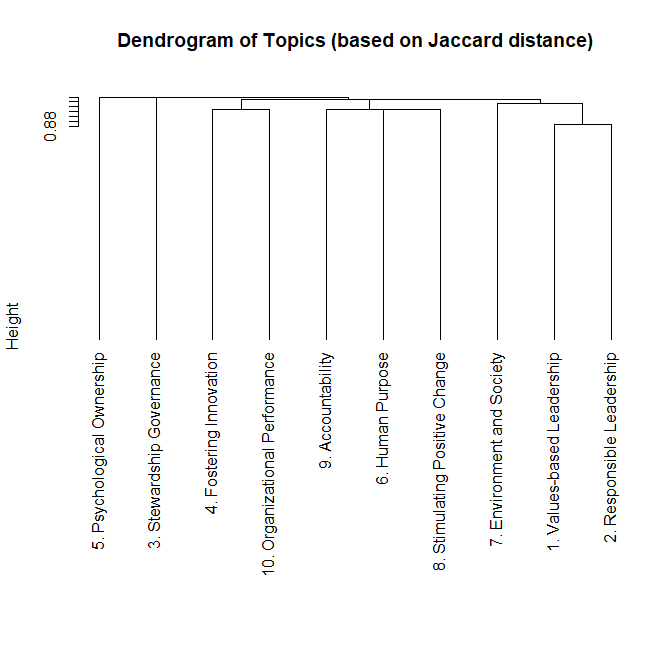 Dendrogram of Topics (based on Jaccard distance)
0.88
Height
5. Psychological Ownership
3. Stewardship Governance
4. Fostering Innovation
10. Organizational Performance
9. Accountability
6. Human Purpose
8. Stimulating Positive Change
7. Environment and Society
1. Values-based Leadership
2. Responsible Leadership